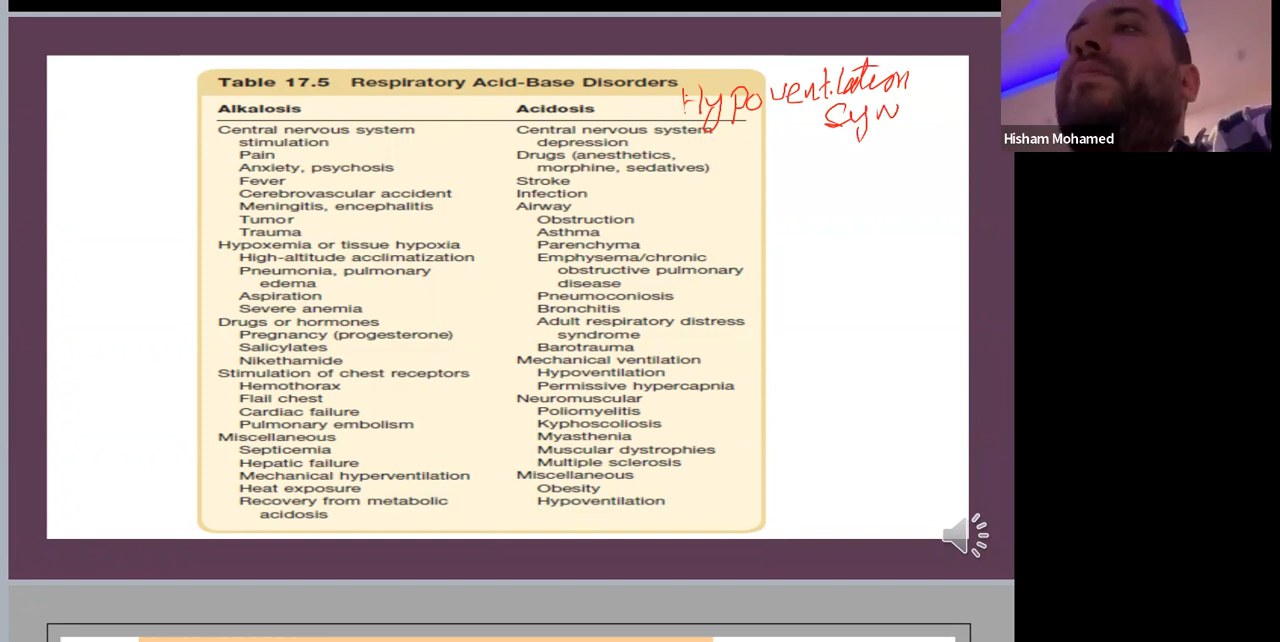 Table 17.5 Respiratory Acid-Base Disorders
Hypoventilation
Syn
Alkalosis
Central nervous system
stimulation
Pain
Anxiety, psychosis
Fever
Cerebrovascular accident
Meningitis, encephalitis
Tumor
Trauma
Hypoxemia or tissue hypoxia
High-altitude acclimatization
Pneumonia, pulmonary
edema
Aspiration
Severe anemia
Drugs or hormones
Pregnancy (progesterone)
Salicylates
Nikethamide
Stimulation of chest receptors
Hemothorax
Flail chest
Cardiac failure
Pulmonary embolism
Miscellaneous
Septicemia
Hepatic failure
Mechanical hyperventilation
Heat exposure
Recovery from metabolic
acidosis
Acidosis
Central nervous system
depression
Drugs (anesthetics,
morphine, sedatives)
Stroke
Infection
Airway
Obstruction
Asthma
Parenchyma
Emphysema/chronic
obstructive pulmonary
disease
Pneumoconiosis
Bronchitis
Adult respiratory distress
syndrome
Barotrauma
Mechanical ventilation
Hypoventilation
Permissive hypercapnia
Neuromuscular
Poliomyelitis
Kyphoscoliosis
Myasthenia
Muscular dystrophies
Multiple sclerosis
Miscellaneous
Obesity
Hypoventilation
Hisham Mohamed